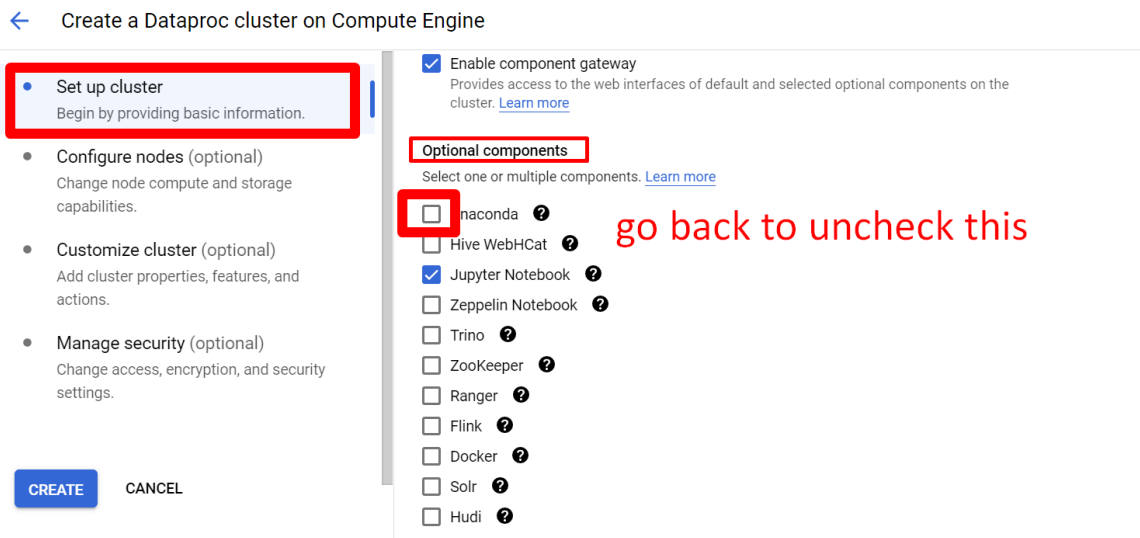 Create a Dataproc cluster on Compute Engine
Set up cluster
Begin by providing basic information.
Configure nodes (optional)
Change node compute and storage
capabilities.
Customize cluster (optional)
Add cluster properties, features, and
actions.
Manage security (optional)
Change access, encryption, and security
settings.
CREATE CANCEL
Enable component gateway
Provides access to the web interfaces of default and selected optional components on the
cluster. Learn more
Optional components
Select one or multiple components. Learn more
naconda
go back to uncheck this
Hive WebHCat
Jupyter Notebook
Zeppelin Notebook
Trino
ZooKeeper
Ranger
Flink
Docker
Solr
Hudi